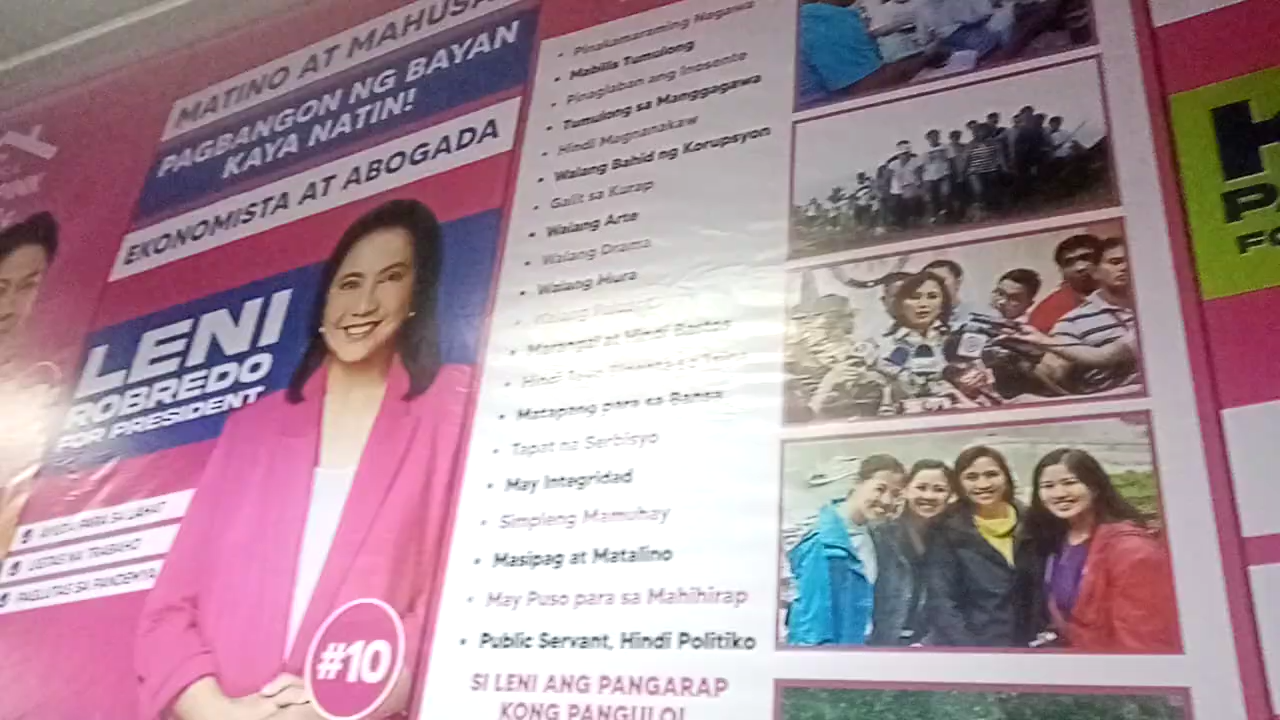 MATINO AT MAHUSA
PAGBANGON NG BAYAN
KAYA NATIN!
EKONOMISTA AT ABOGADA
LENI
ROBREDO
FOR PRESIDENT
#10
• Pinakamaraming Nagawa
• Mabilis Tumulong
• Pinaglaban ang Inosente
• Tumulong sa Manggagawa
• Hindi Magnanakaw
• Walang Bahid ng Korupsyon
• Galit sa Kurap
• Walang Arte
• Walang Drama
• Walang Mura
• Matapang para sa Bansa
• Tapat na Serbisyo
• May Integridad
• Simpleng Mamuhay
• Masipag at Matalino
• May Puso para sa Mahihirap
• Public Servant, Hindi Politiko
SI LENI ANG PANGARAP
KONG PANGULO!